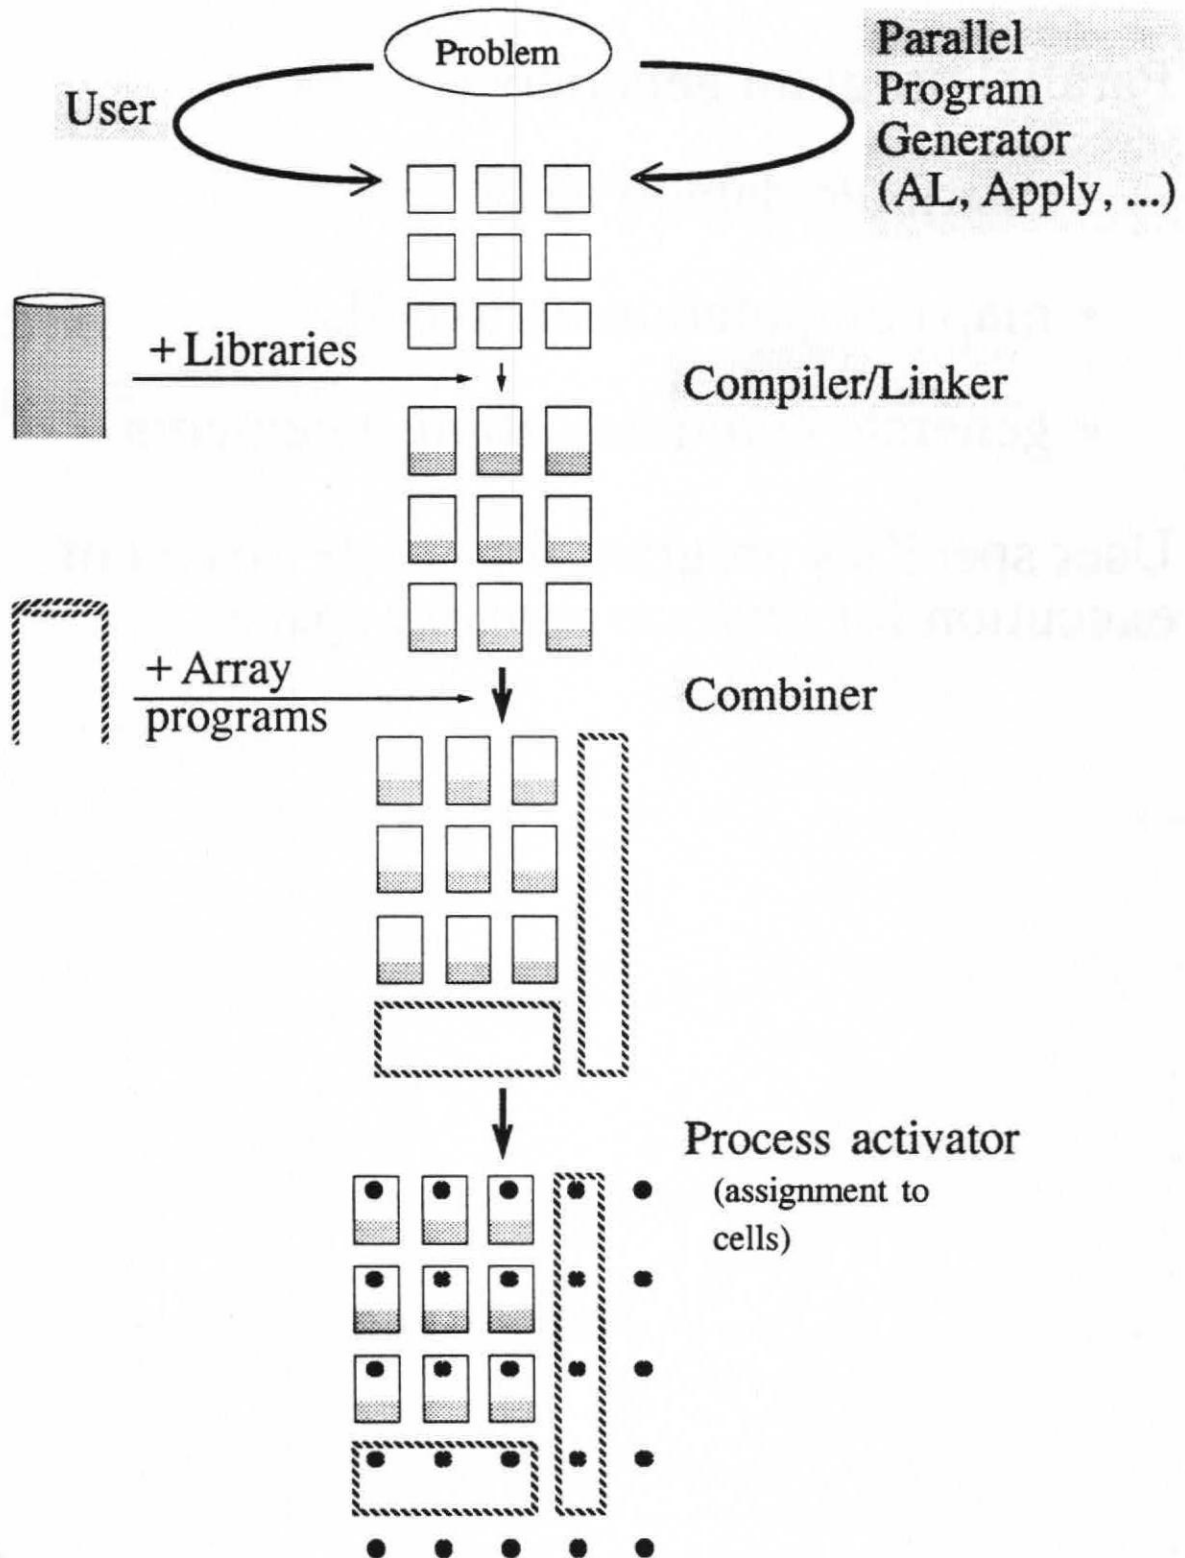 Problem
User
Parallel
Program
Generator
(AL, Apply, ...)
+ Libraries
Compiler/Linker
+ Array
programs
Combiner
Process activator
(assignment to
cells)